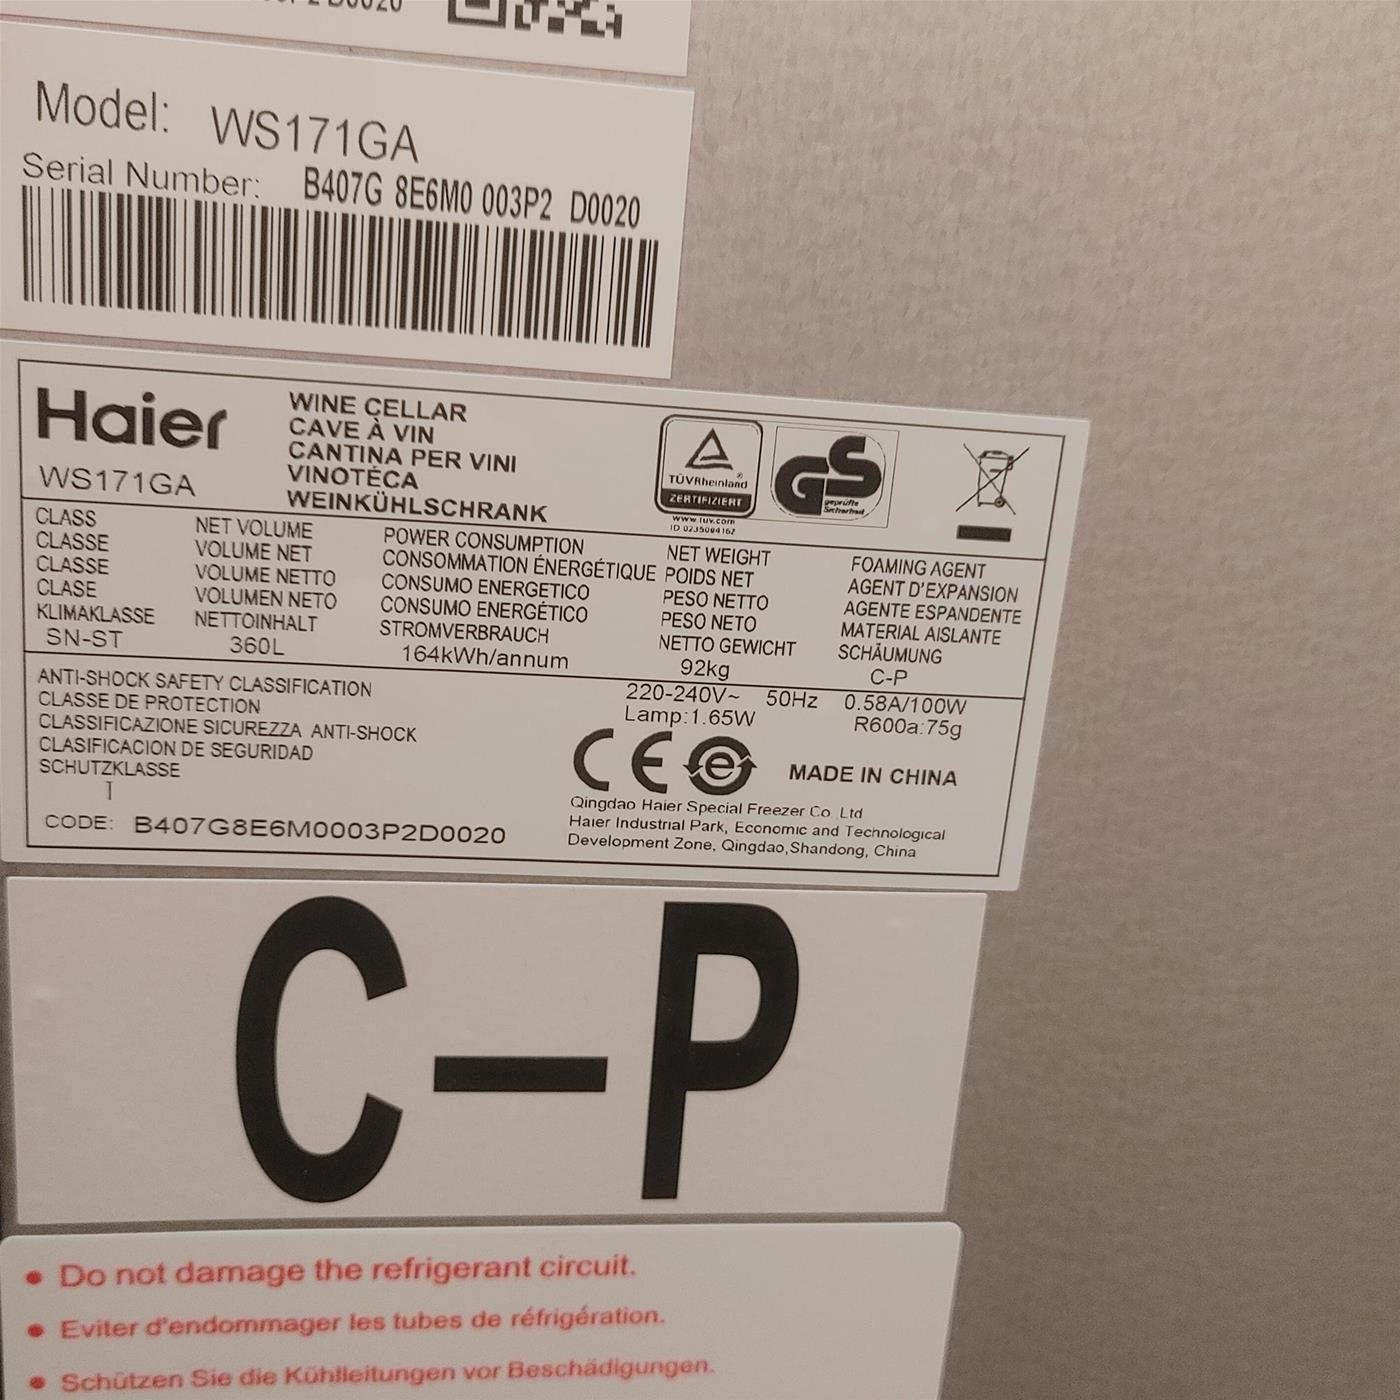 D0020
Model: WS171GA
Serial Number: B407G 8E6M0 003P2 D0020
Haier
WS171GA
WINE CELLAR
CAVE À VIN
CANTINA PER VINI
VINOTÉCA
WEINKÜHLSCHRANK
TÜVRheinland
ZERTIFIZIERT
www.tuv.com
ID 0235004162
GS
geprüfte
Sicherheit
CLASS
CLASSE
CLASSE
CLASE
KLIMAKLASSE
SN-ST
NET VOLUME
VOLUME NET
VOLUME NETTO
VOLUMEN NETO
NETTOINHALT
360L
POWER CONSUMPTION
CONSOMMATION ÉNERGÉTIQUE
CONSUMO ENERGETICO
CONSUMO ENERGÉTICO
STROMVERBRAUCH
164kWh/annum
NET WEIGHT
POIDS NET
PESO NETTO
PESO NETO
NETTO GEWICHT
92kg
FOAMING AGENT
AGENT D'EXPANSION
AGENTE ESPANDENTE
MATERIAL AISLANTE
SCHÄUMUNG
C-P
ANTI-SHOCK SAFETY CLASSIFICATION
CLASSE DE PROTECTION
CLASSIFICAZIONE SICUREZZA ANTI-SHOCK
CLASIFICACION DE SEGURIDAD
SCHUTZKLASSE
I
220-240V~ 50Hz 0.58A/100W
Lamp:1.65W R600a:75g
CE e MADE IN CHINA
Qingdao Haier Special Freezer Co.,Ltd
Haier Industrial Park, Economic and Technological
Development Zone, Qingdao,Shandong, China
CODE: B407G8E6M0003P2D0020
C-P
• Do not damage the refrigerant circuit.
• Eviter d'endommager les tubes de réfrigération.
• Schützen Sie die Kühlleitungen vor Beschädigungen.